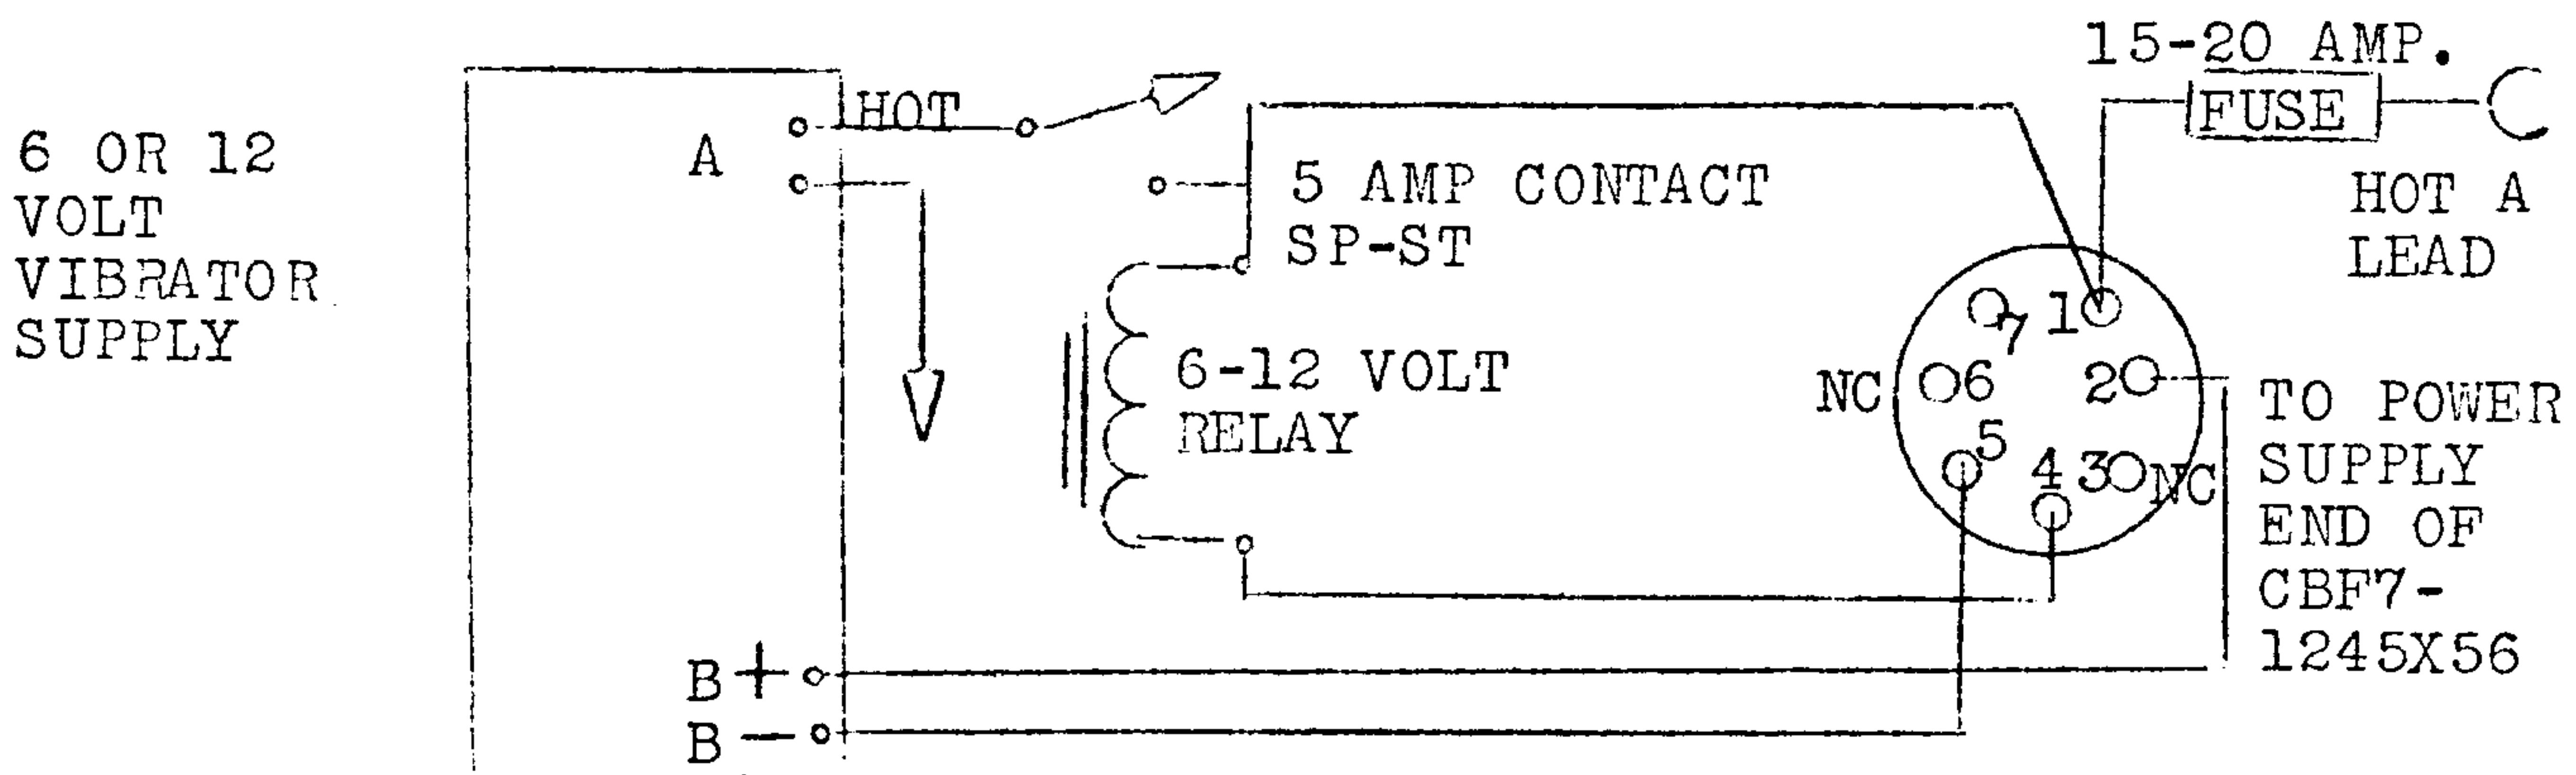 15-20 AMP.
FUSE
HOT A
LEAD
6 OR 12
VOLT
VIBRATOR
SUPPLY
A
HOT
5 AMP CONTACT
SP-ST
6-12 VOLT
RELAY
7 1
NC 6 2
5 4 3 NC
TO POWER
SUPPLY
END OF
CBF7-
1245X56
B+
B-